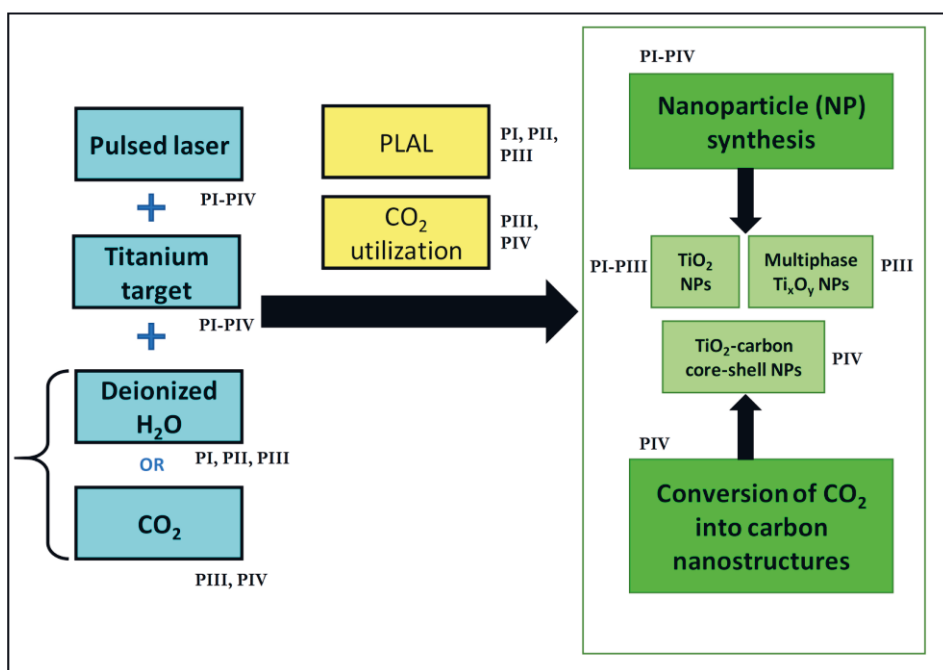 Pulsed laser
PI-PIV
+
Titanium
target
PI-PIV
+
Deionized
H₂O
PI, PII, PIII
OR
CO₂
PIII, PIV
PLAL
PI, PII,
PIII
CO₂
utilization
PIII,
PIV
PI-PIV
Nanoparticle (NP)
synthesis
PI-PIII
TiO₂
NPs
Multiphase
TiₓOᵧ NPs
PIII
TiO₂-carbon
core-shell NPs
PIV
PIV
Conversion of CO₂
into carbon
nanostructures